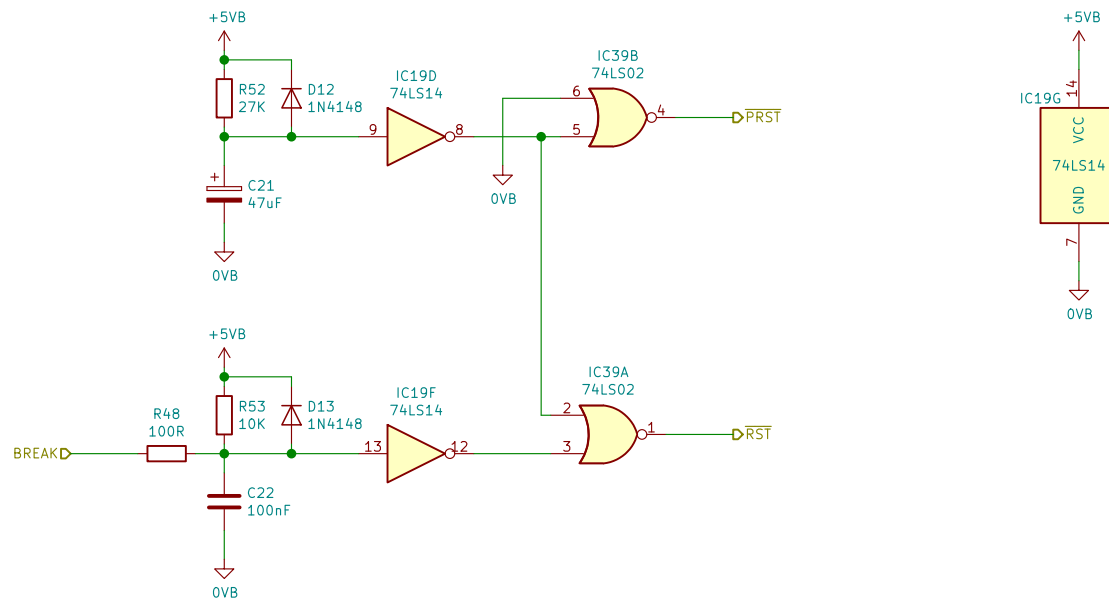 +5VB
R52
27K
D12
1N4148
IC19D
74LS14
9
8
+
C21
47uF
0VB
IC39B
74LS02
6
5
4
PRST
0VB
+5VB
14
IC19G
VCC
74LS14
GND
7
0VB
+5VB
R53
10K
D13
1N4148
IC19F
74LS14
13
12
R48
100R
BREAK
C22
100nF
0VB
IC39A
74LS02
2
3
1
RST